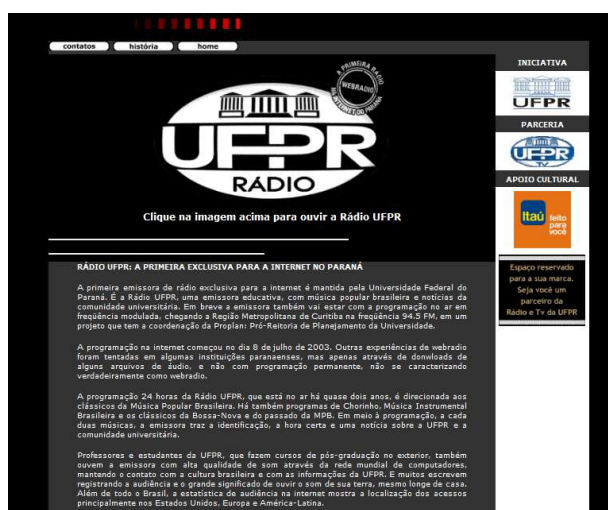 contatos
história
home
A PRIMEIRA RÁDIO
WEBRADIO
NA INTERNET DO PARANÁ
UFPR
RÁDIO
Clique na imagem acima para ouvir a Rádio UFPR
RÁDIO UFPR: A PRIMEIRA EXCLUSIVA PARA A INTERNET NO PARANÁ
A primeira emissora de rádio exclusiva para a internet é mantida pela Universidade Federal do
Paraná. É a Rádio UFPR, uma emissora educativa, com música popular brasileira e notícias da
comunidade universitária. Em breve a emissora também vai estar com a programação no ar em
freqüência modulada, chegando a Região Metropolitana de Curitiba na freqüência 94.5 FM, em um
projeto que tem a coordenação da Proplan: Pró-Reitoria de Planejamento da Universidade.
A programação na internet começou no dia 8 de julho de 2003. Outras experiências de webradio
foram tentadas em algumas instituições paranaenses, mas apenas através de donwloads de
alguns arquivos de áudio, e não com programação permanente, não se caracterizando
verdadeiramente como webradio.
A programação 24 horas da Rádio UFPR, que está no ar há quase dois anos, é direcionada aos
clássicos da Música Popular Brasileira. Há também programas de Chorinho, Música Instrumental
Brasileira e os clássicos da Bossa-Nova e do passado da MPB. Em meio à programação, a cada
duas músicas, a emissora traz a identificação, a hora certa e uma notícia sobre a UFPR e a
comunidade universitária.
Professores e estudantes da UFPR, que fazem cursos de pós-graduação no exterior, também
ouvem a emissora com alta qualidade de som através da rede mundial de computadores,
mantendo o contato com a cultura brasileira e com as informações da UFPR. E muitos escrevem
registrando a audiência e o grande significado de ouvir o som de sua terra, mesmo longe de casa.
Além de todo o Brasil, a estatística de audiência na internet mostra a localização dos acessos
principalmente nos Estados Unidos, Europa e América-Latina.
INICIATIVA
UFPR
PARCERIA
UFPR
TV
APOIO CULTURAL
Itaú
feito
para
você
Espaço reservado
para a sua marca.
Seja você um
parceiro da
Rádio e Tv da UFPR